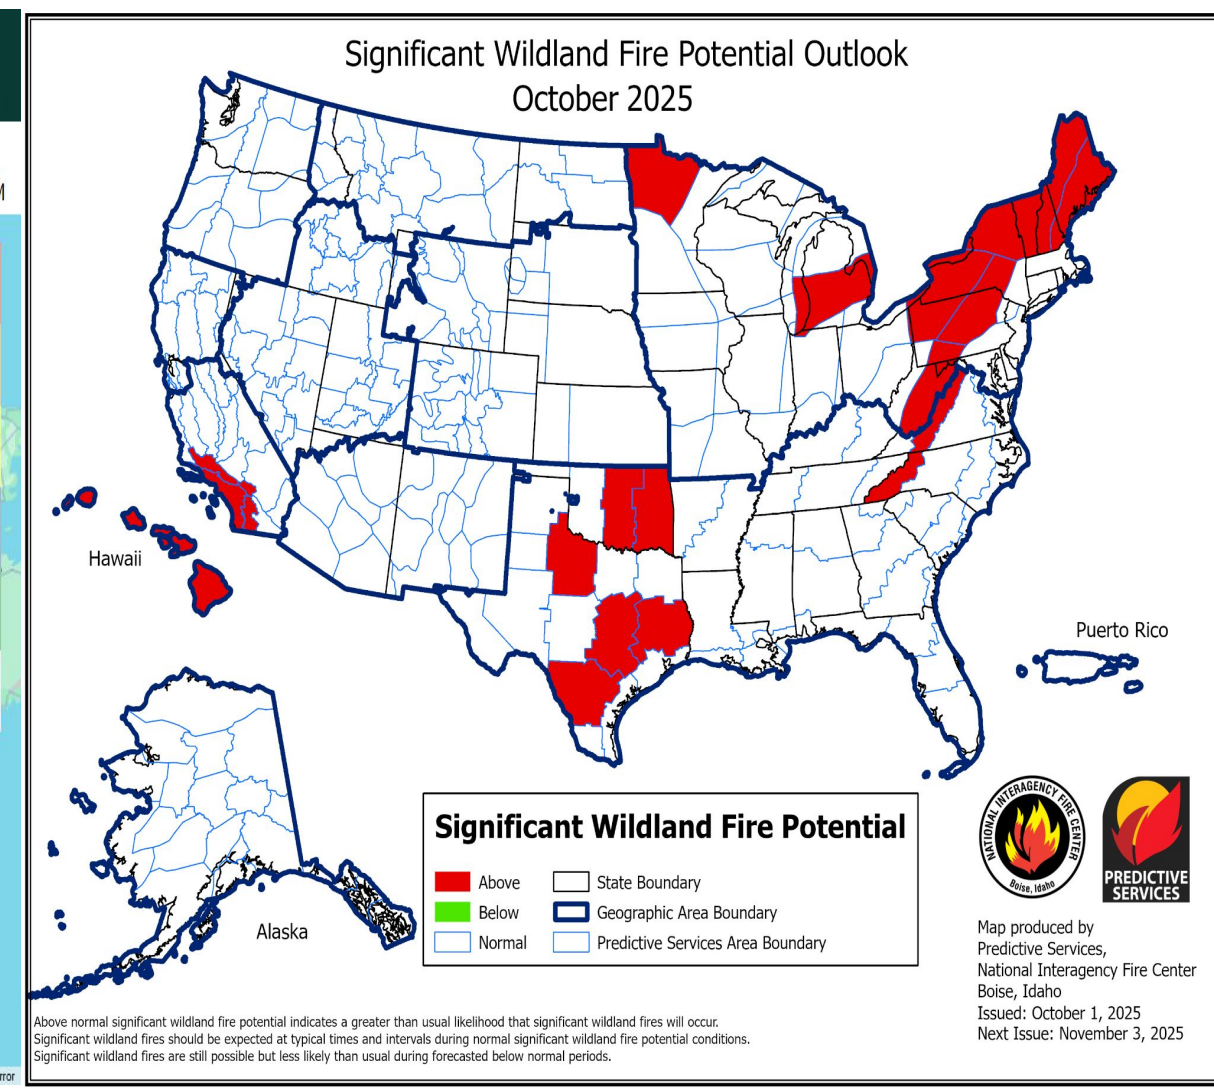 M
rror
Significant Wildland Fire Potential Outlook
October 2025
Hawaii
Puerto Rico
Alaska
Significant Wildland Fire Potential
Above
State Boundary
Below
Geographic Area Boundary
Normal
Predictive Services Area Boundary
NATIONAL INTERAGENCY FIRE CENTER
Boise, Idaho
PREDICTIVE
SERVICES
Map produced by
Predictive Services,
National Interagency Fire Center
Boise, Idaho
Issued: October 1, 2025
Next Issue: November 3, 2025
Above normal significant wildland fire potential indicates a greater than usual likelihood that significant wildland fires will occur.
Significant wildland fires should be expected at typical times and intervals during normal significant wildland fire potential conditions.
Significant wildland fires are still possible but less likely than usual during forecasted below normal periods.